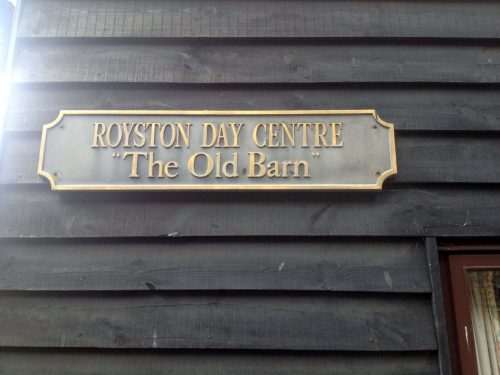 ROYSTON DAY CENTRE
"The Old Barn"